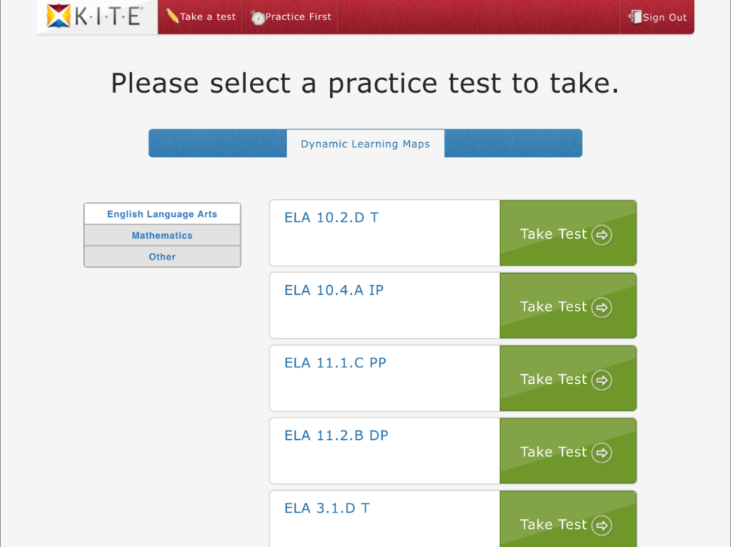 K·I·T·E®
Take a test
Practice First
Sign Out
Please select a practice test to take.
Dynamic Learning Maps
English Language Arts
Mathematics
Other
ELA 10.2.D T
Take Test
ELA 10.4.A IP
Take Test
ELA 11.1.C PP
Take Test
ELA 11.2.B DP
Take Test
ELA 3.1.D T
Take Test